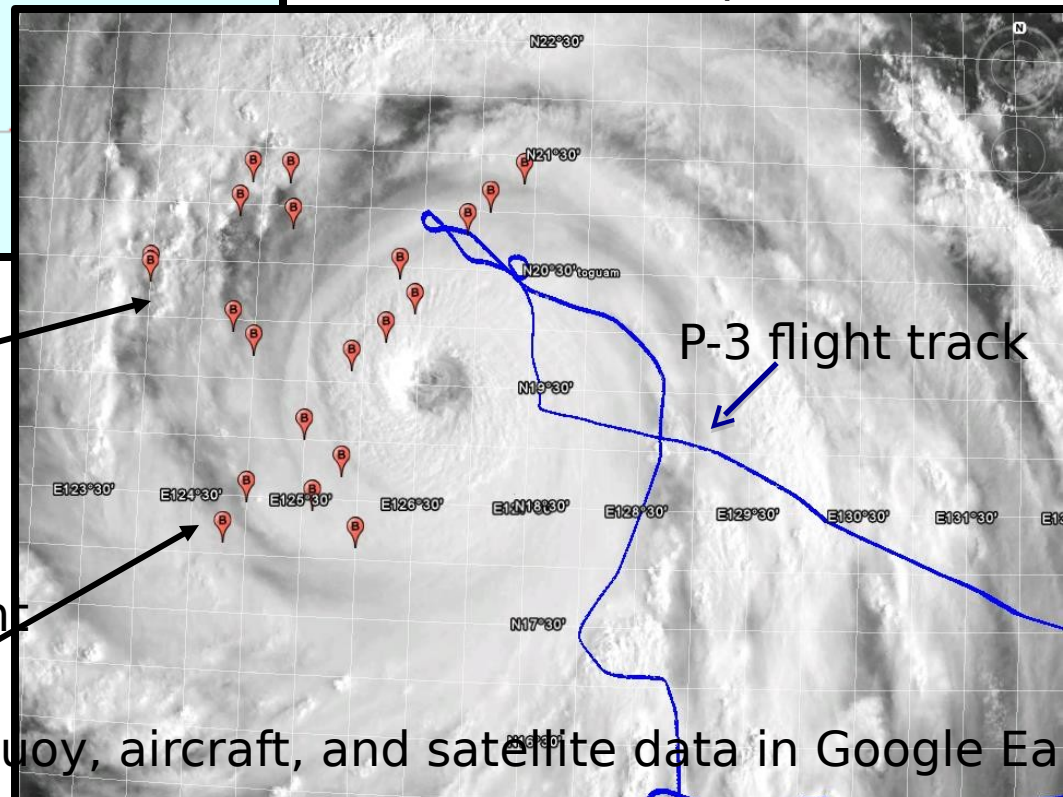 N
N22°30'
B
B
B
N21°30'
B
B
B
B
B
B
B
B
N20°30'
toguam
B
B
B
B
B
P-3 flight track
N19°30'
B
B
B
B
E123°30'
E124°30'
E125°30'
E126°30'
N18°30'
E128°30'
E129°30'
E130°30'
E131°30'
B
B
N17°30'
uoy, aircraft, and satellite data in Google Ea